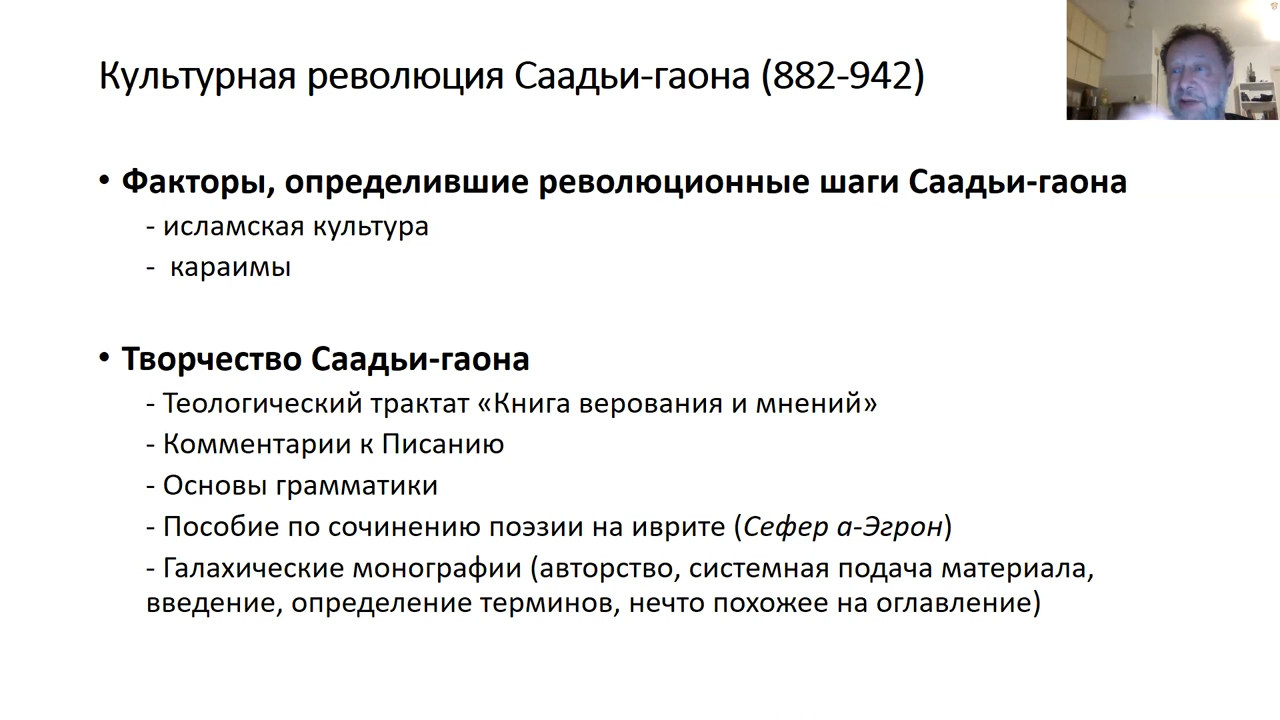 Культурная революция Саадьи-гаона (882-942)
• Факторы, определившие революционные шаги Саадьи-гаона
- исламская культура
- караимы
• Творчество Саадьи-гаона
- Теологический трактат «Книга верования и мнений»
- Комментарии к Писанию
- Основы грамматики
- Пособие по сочинению поэзии на иврите (Сефер а-Эгрон)
- Галахические монографии (авторство, системная подача материала,
введение, определение терминов, нечто похожее на оглавление)